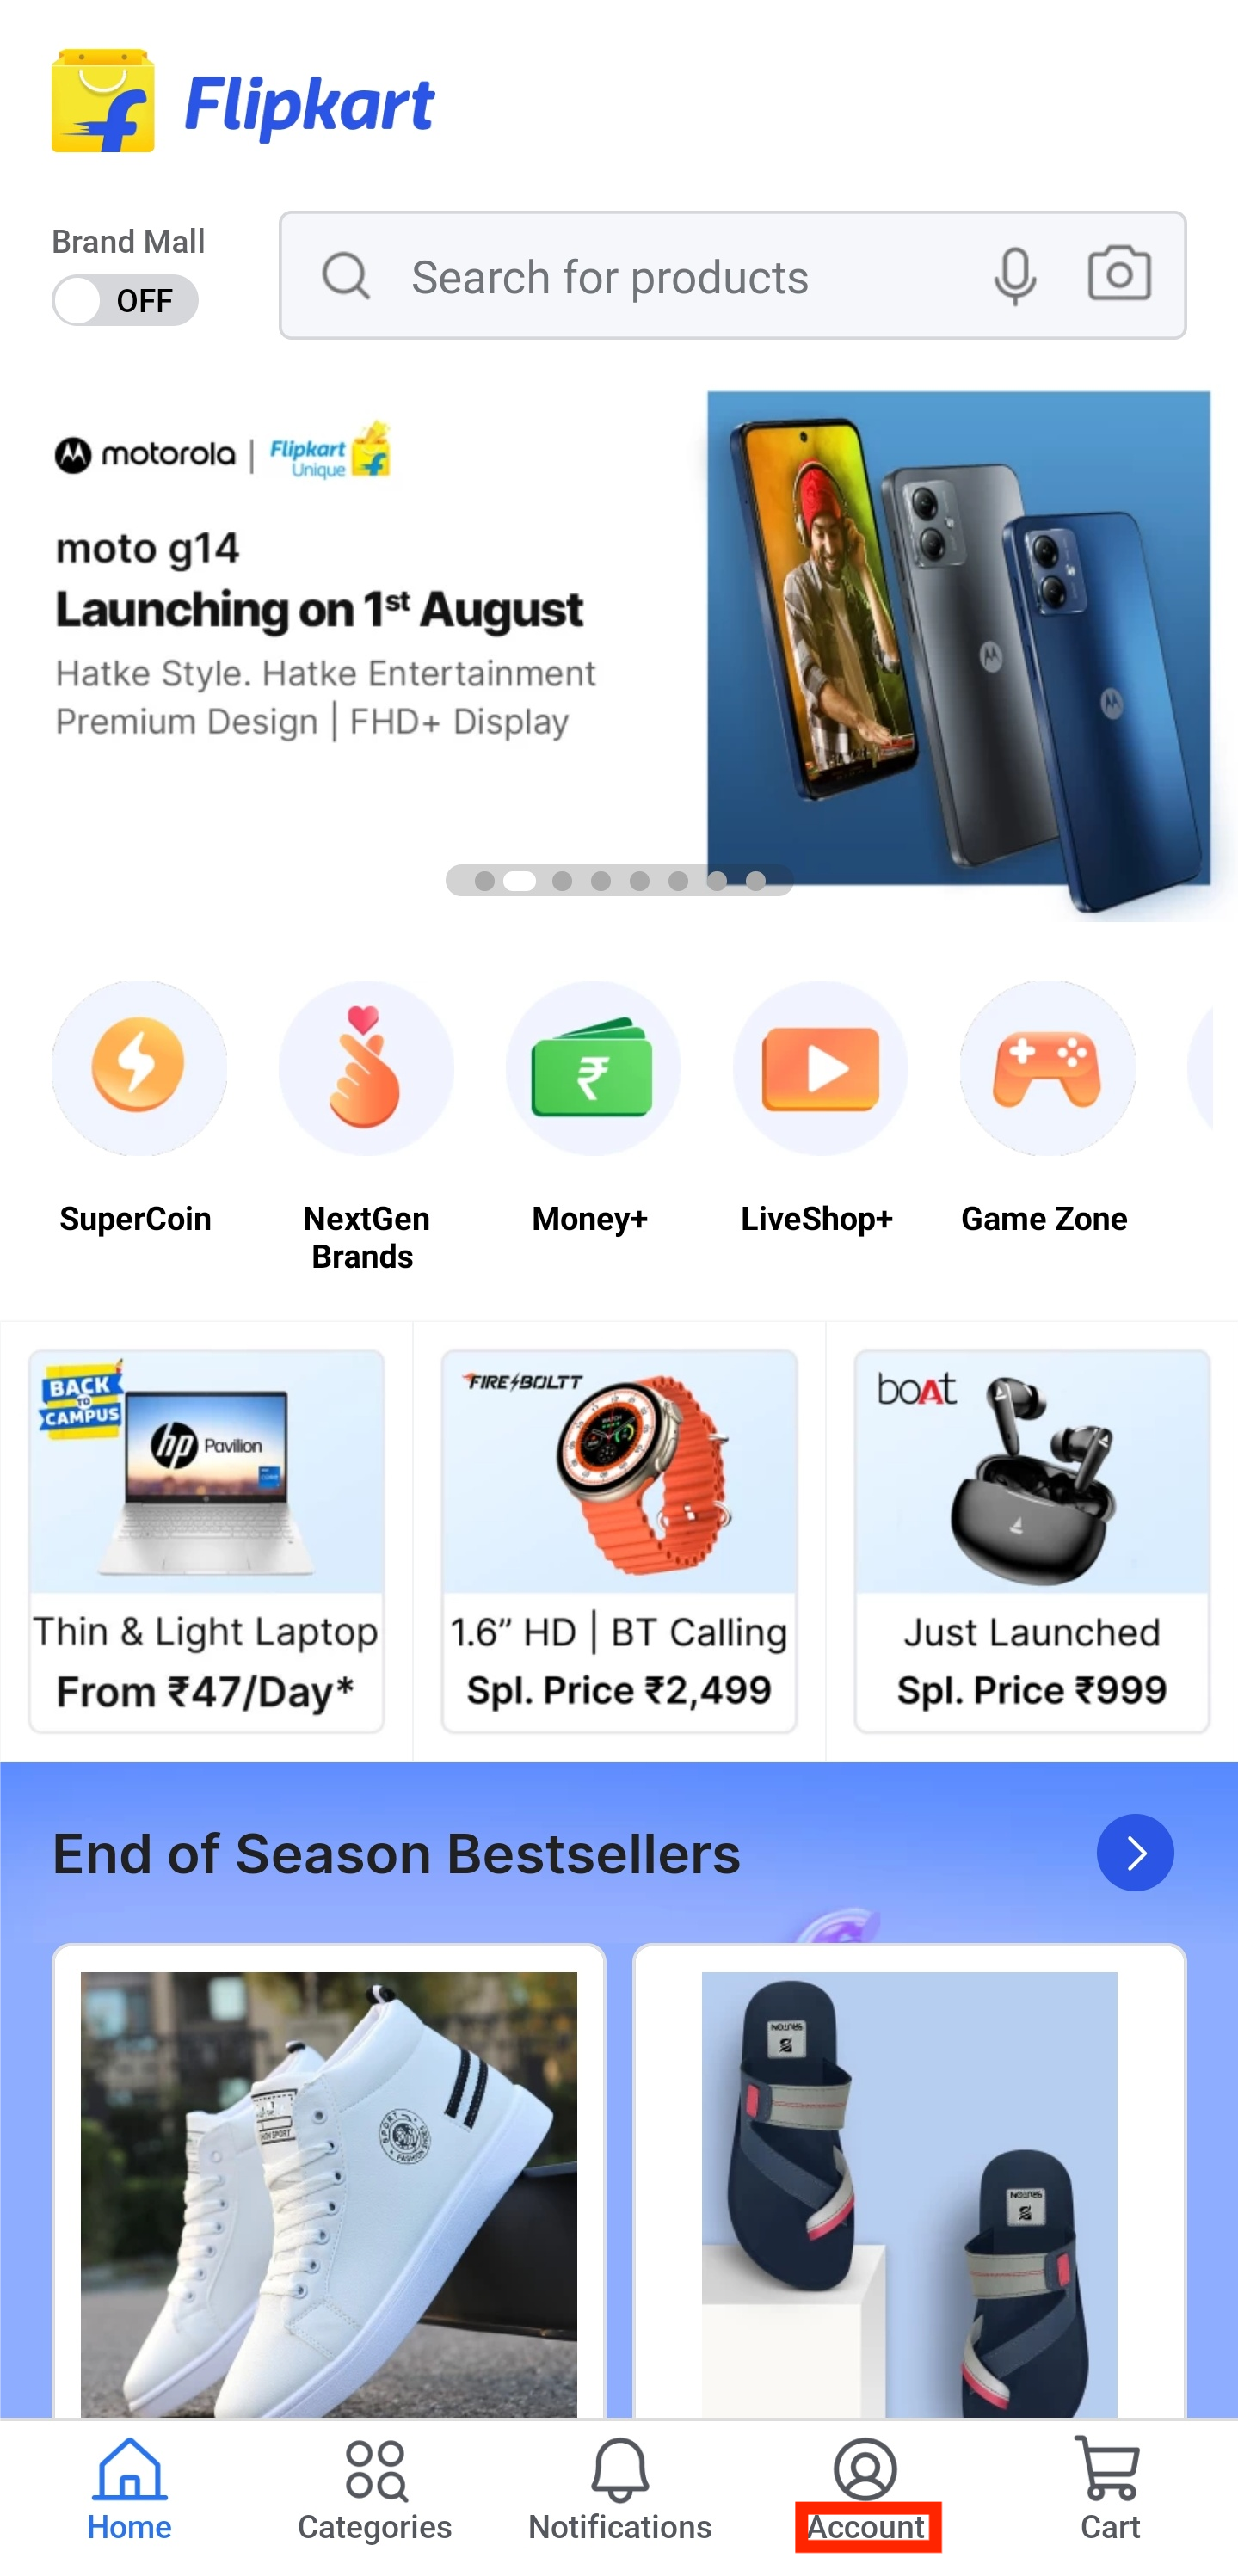 Flipkart
Brand Mall
OFF
Search for products
motorola | Flipkart Unique
moto g14
Launching on 1st August
Hatke Style. Hatke Entertainment
Premium Design | FHD+ Display
SuperCoin
NextGen
Brands
Money+
LiveShop+
Game Zone
BACK
TO
CAMPUS
hp Pavilion
Thin & Light Laptop
From ₹47/Day*
FIRE-BOLTT
1.6” HD | BT Calling
Spl. Price ₹2,499
boAt
Just Launched
Spl. Price ₹999
End of Season Bestsellers
Home
Categories
Notifications
Account
Cart